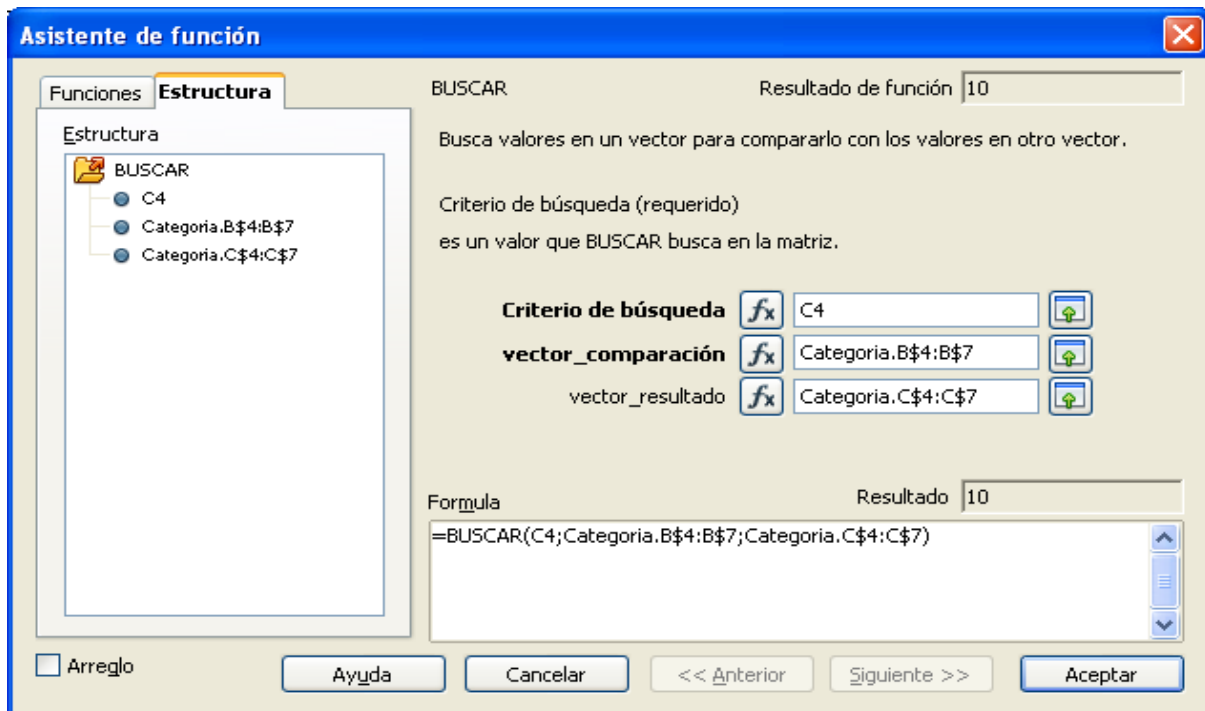 Asistente de función
Funciones Estructura
Estructura
BUSCAR
C4
Categoria.B$4:B$7
Categoria.C$4:C$7
BUSCAR Resultado de función 10
Busca valores en un vector para compararlo con los valores en otro vector.
Criterio de búsqueda (requerido)
es un valor que BUSCAR busca en la matriz.
Criterio de búsqueda fx C4
vector_comparación fx Categoria.B$4:B$7
vector_resultado fx Categoria.C$4:C$7
Formula Resultado 10
=BUSCAR(C4;Categoria.B$4:B$7;Categoria.C$4:C$7)
Arreglo Ayuda Cancelar << Anterior Siguiente >> Aceptar